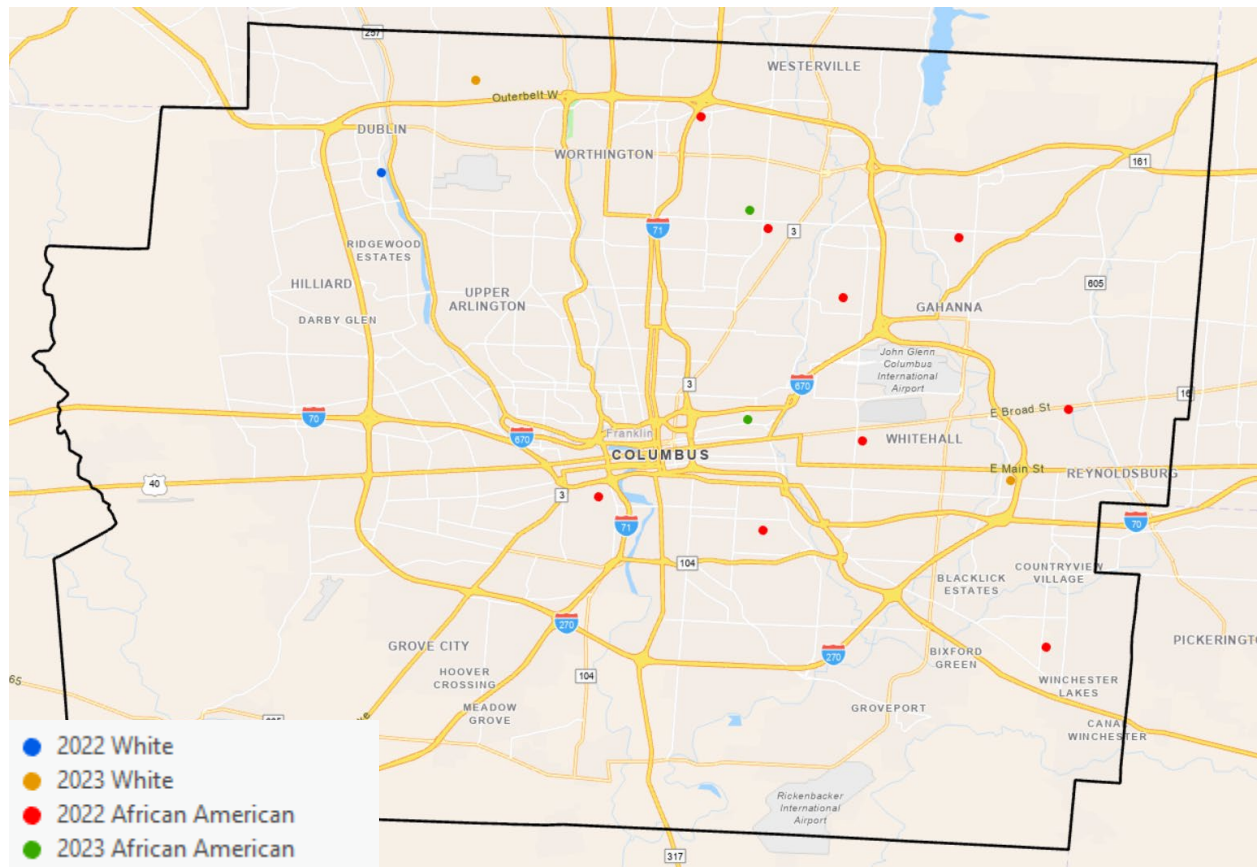 257
WESTERVILLE
Outerbelt W
DUBLIN
WORTHINGTON
161
71
3
RIDGEWOOD
ESTATES
605
HILLIARD
UPPER
ARLINGTON
GAHANNA
DARBY GLEN
John Glenn
Columbus
International
Airport
3
670
16
70
E Broad St
670
Franklin
WHITEHALL
COLUMBUS
E Main St
REYNOLDSBURG
40
3
71
70
104
COUNTRYVIEW
VILLAGE
BLACKLICK
ESTATES
270
GROVE CITY
PICKERINGTO
BIXFORD
GREEN
270
HOOVER
CROSSING
104
WINCHESTER
LAKES
MEADOW
GROVE
GROVEPORT
CANA
WINCHESTER
Rickenbacker
International
Airport
317
2022 White
2023 White
2022 African American
2023 African American